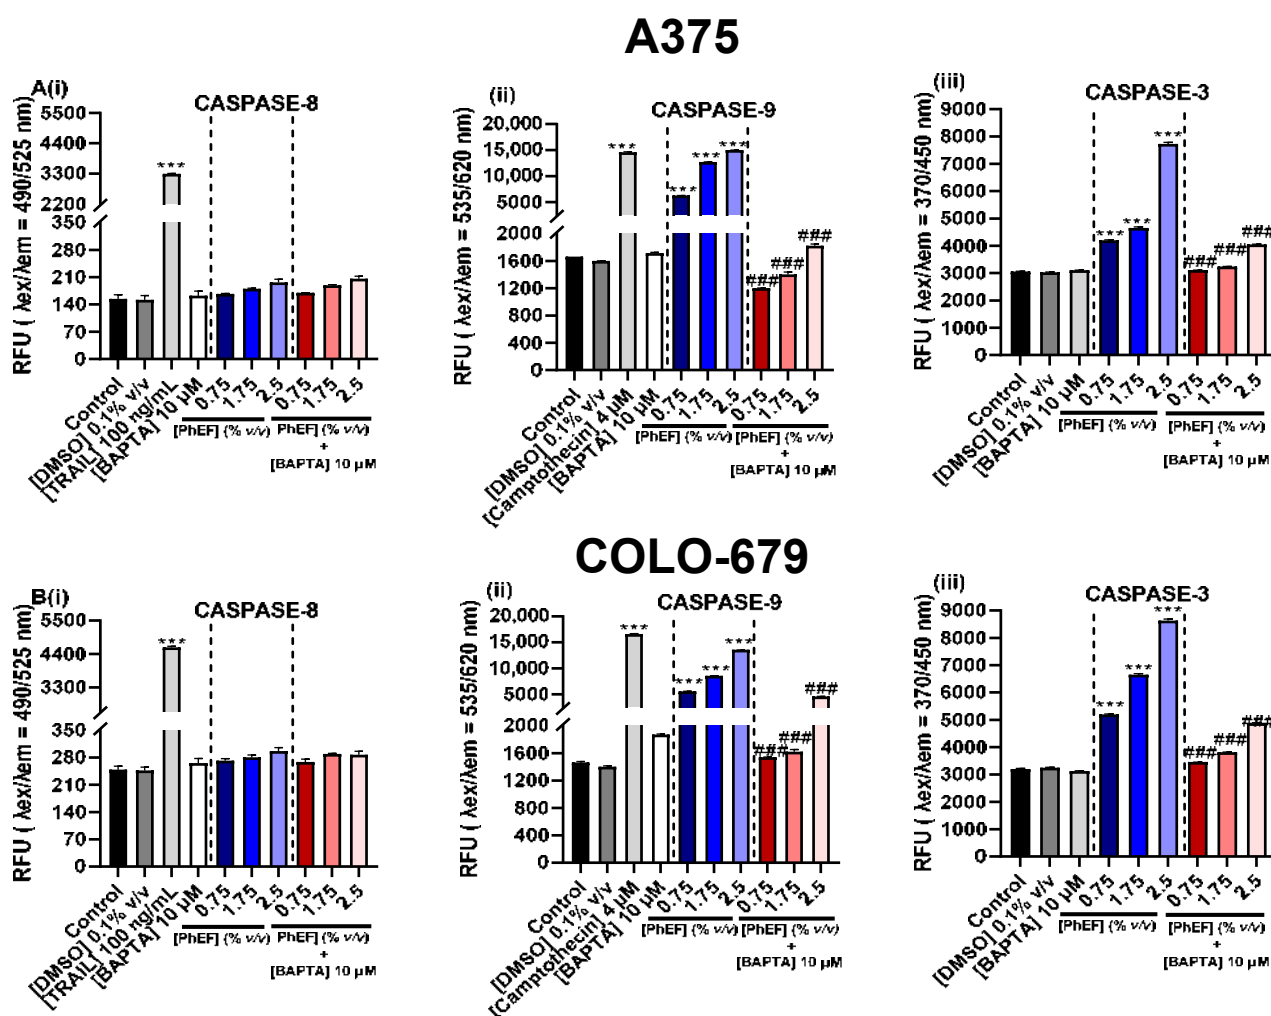 A375
A(i)
CASPASE-8
RFU ( λex/λem = 490/525 nm)
5500
4400
3300
2200
350
280
210
140
70
0
***
Control
[DMSO] 0.1% v/v
[TRAIL] 100 ng/mL
[BAPTA] 10 µM
0.75
1.75
2.5
0.75
1.75
2.5
[PhEF] (% v/v)
PhEF] (% v/v)
+
[BAPTA] 10 µM
(ii)
CASPASE-9
RFU ( λex/λem = 535/620 nm)
20,000
15,000
10,000
5000
2000
1600
1200
800
400
0
***
***
***
***
###
###
###
Control
[DMSO] 0.1% v/v
[Camptothecin] 4 µM
[BAPTA] 10 µM
0.75
1.75
2.5
0.75
1.75
2.5
[PhEF] (% v/v)
[PhEF] (% v/v)
+
[BAPTA] 10 µM
(iii)
CASPASE-3
RFU ( λex/λem = 370/450 nm)
9000
8000
7000
6000
5000
4000
3000
2000
1000
0
***
***
***
###
###
###
Control
[DMSO] 0.1% v/v
[BAPTA] 10 µM
0.75
1.75
2.5
0.75
1.75
2.5
[PhEF] (% v/v)
[PhEF] (% v/v)
+
[BAPTA] 10 µM
COLO-679
B(i)
CASPASE-8
RFU ( λex/λem = 490/525 nm)
5500
4400
3300
350
280
210
140
70
0
***
Control
[DMSO] 0.1% v/v
[TRAIL] 100 ng/mL
[BAPTA] 10 µM
0.75
1.75
2.5
0.75
1.75
2.5
[PhEF] (% v/v)
PhEF] (% v/v)
+
[BAPTA] 10 µM
(ii)
CASPASE-9
RFU ( λex/λem = 535/620 nm)
20,000
15,000
10,000
5000
2000
1600
1200
800
400
0
***
***
***
***
###
###
###
Control
[DMSO] 0.1% v/v
[Camptothecin] 4 µM
[BAPTA] 10 µM
0.75
1.75
2.5
0.75
1.75
2.5
[PhEF] (% v/v)
[PhEF] (% v/v)
+
[BAPTA] 10 µM
(iii)
CASPASE-3
RFU ( λex/λem = 370/450 nm)
9000
8000
7000
6000
5000
4000
3000
2000
1000
0
***
***
***
###
###
###
Control
[DMSO] 0.1% v/v
[BAPTA] 10 µM
0.75
1.75
2.5
0.75
1.75
2.5
[PhEF] (% v/v)
[PhEF] (% v/v)
+
[BAPTA] 10 µM